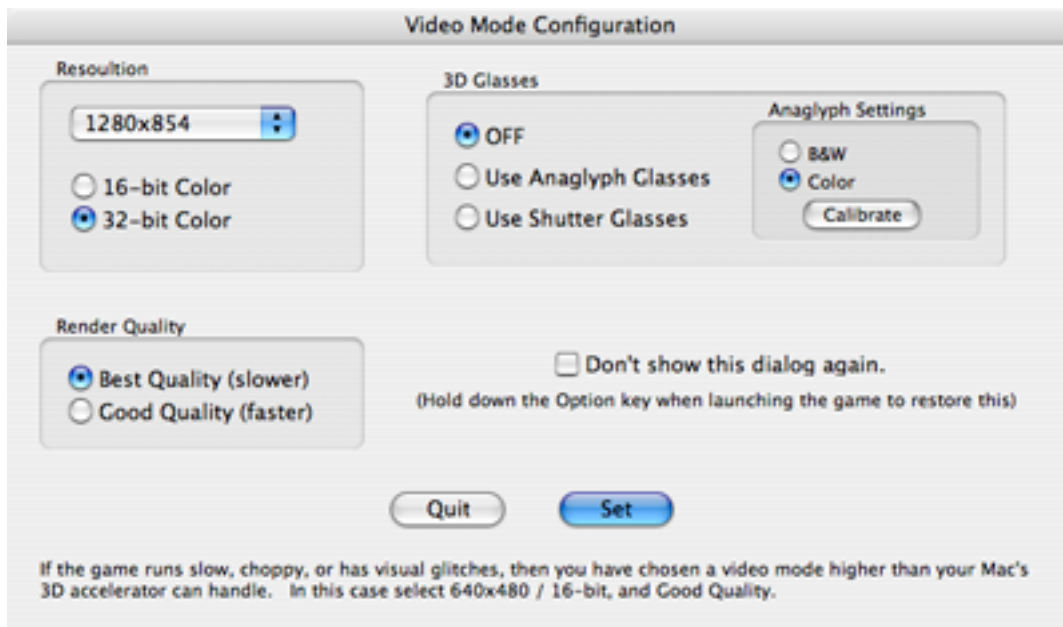 Video Mode Configuration
Resoultion
1280x854
16-bit Color
32-bit Color
3D Glasses
OFF
Use Anaglyph Glasses
Use Shutter Glasses
Anaglyph Settings
B&W
Color
Calibrate
Render Quality
Best Quality (slower)
Good Quality (faster)
Don't show this dialog again.
(Hold down the Option key when launching the game to restore this)
Quit
Set
If the game runs slow, choppy, or has visual glitches, then you have chosen a video mode higher than your Mac's
3D accelerator can handle. In this case select 640x480 / 16-bit, and Good Quality.